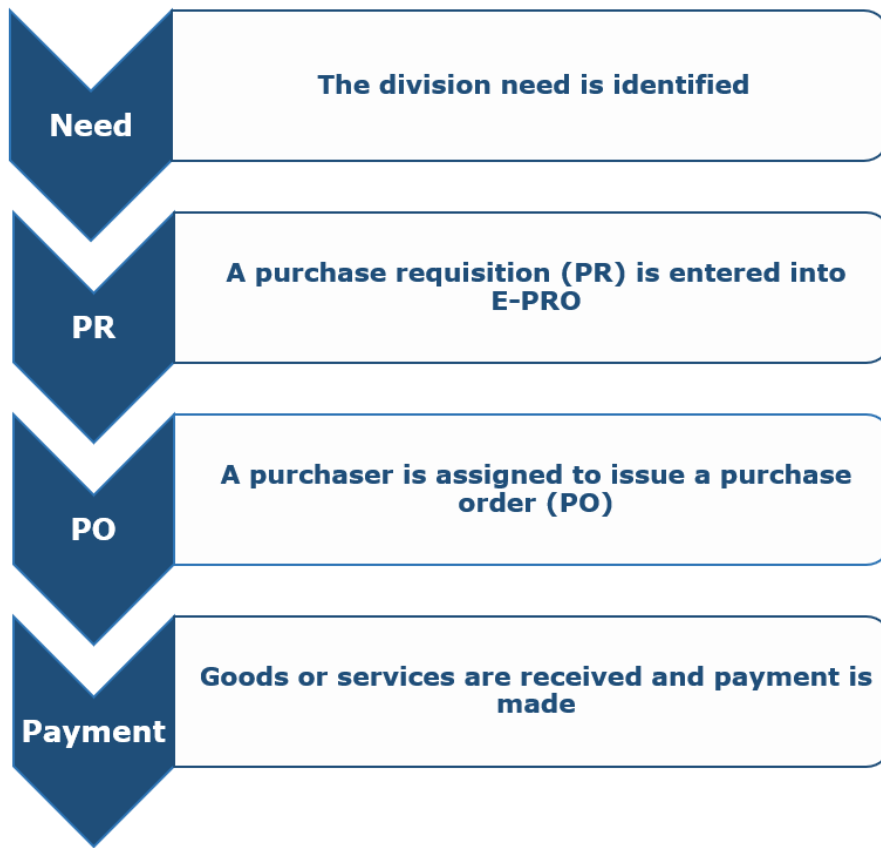 Need
The division need is identified
PR
A purchase requisition (PR) is entered into
E-PRO
PO
A purchaser is assigned to issue a purchase
order (PO)
Payment
Goods or services are received and payment is
made